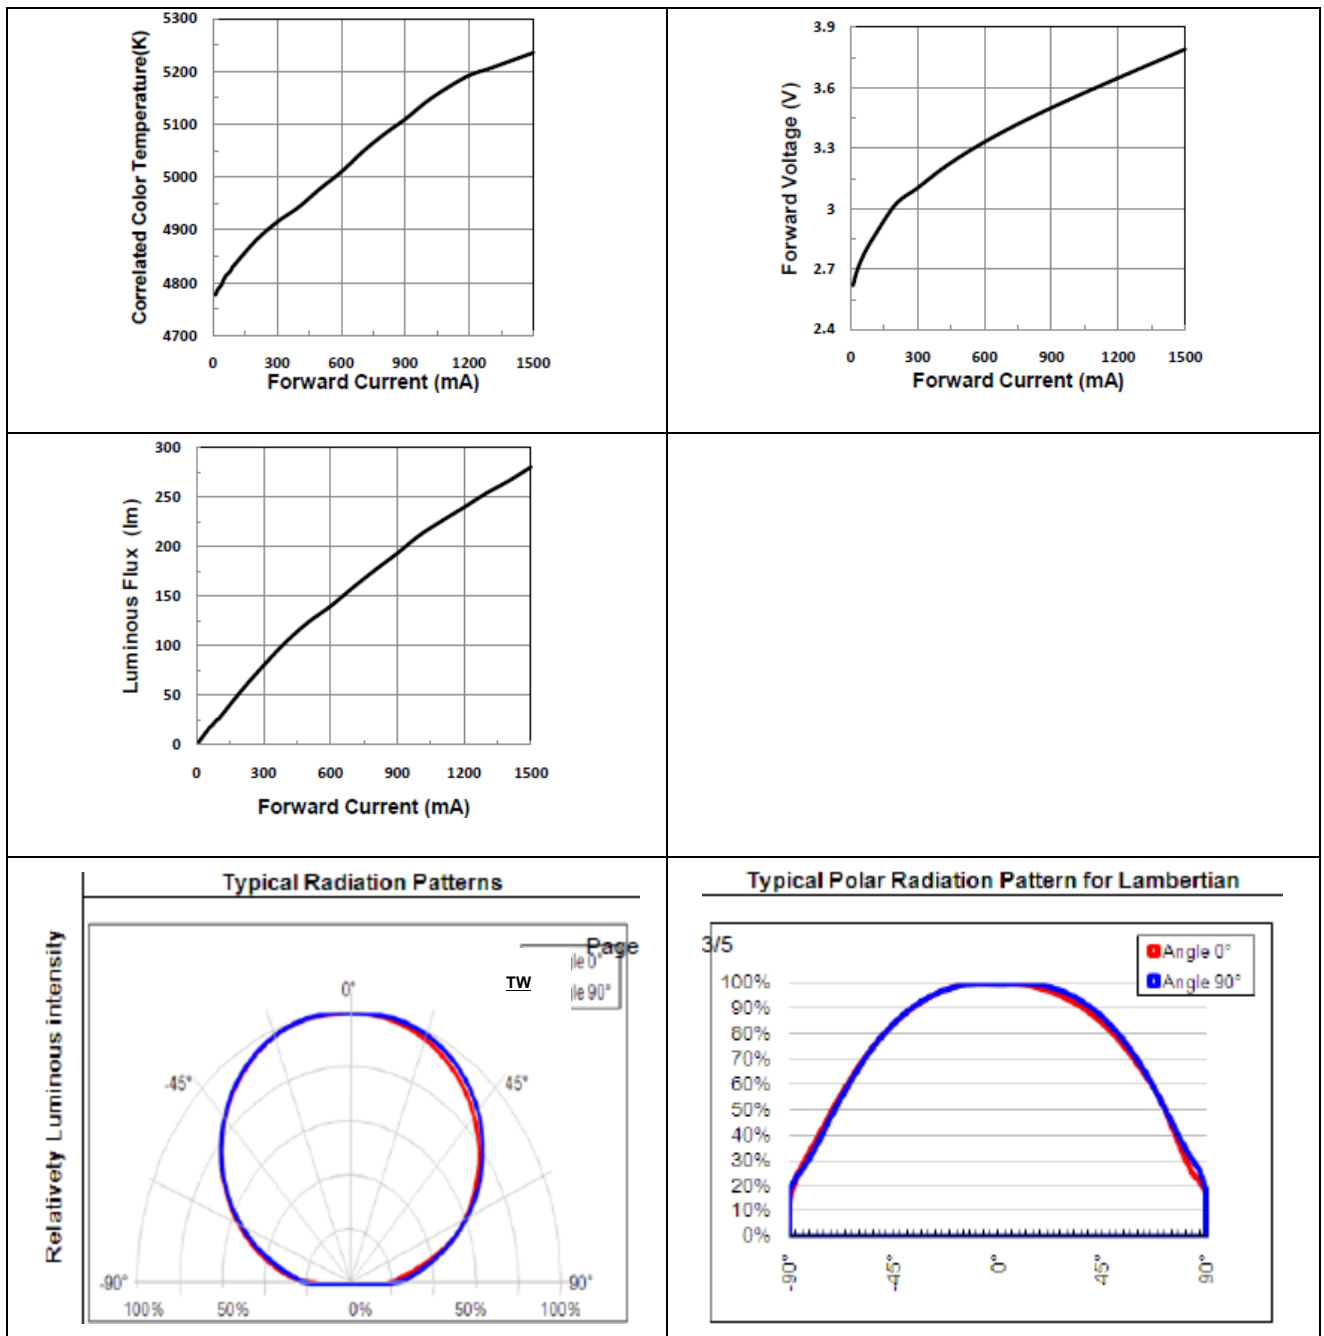 5300
5200
5100
5000
4900
4800
4700
Correlated Color Temperature(K)
0 300 600 900 1200 1500
Forward Current (mA)
3.9
3.6
3.3
3
2.7
2.4
Forward Voltage (V)
0 300 600 900 1200 1500
Forward Current (mA)
300
250
200
150
100
50
0
Luminous Flux (lm)
0 300 600 900 1200 1500
Forward Current (mA)
Typical Radiation Patterns
Relatively Luminous intensity
Page 3/5
le 0°
TW
le 90°
0°
-45° 45°
-90° 90°
100% 50% 0% 50% 100%
Typical Polar Radiation Pattern for Lambertian
Angle 0°
Angle 90°
100%
90%
80%
70%
60%
50%
40%
30%
20%
10%
0%
-90° -45° 0° 45° 90°